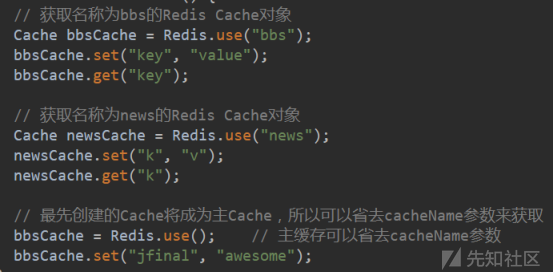 // 获取名称为bbs的Redis Cache对象
Cache bbsCache = Redis.use("bbs");
bbsCache.set("key", "value");
bbsCache.get("key");
// 获取名称为news的Redis Cache对象
Cache newsCache = Redis.use("news");
newsCache.set("k", "v");
newsCache.get("k");
// 最先创建的Cache将成为主Cache，所以可以省去cacheName参数来获取
bbsCache = Redis.use(); // 主缓存可以省去cacheName参数
bbsCache.set("jfinal", "awesome");
先知社区